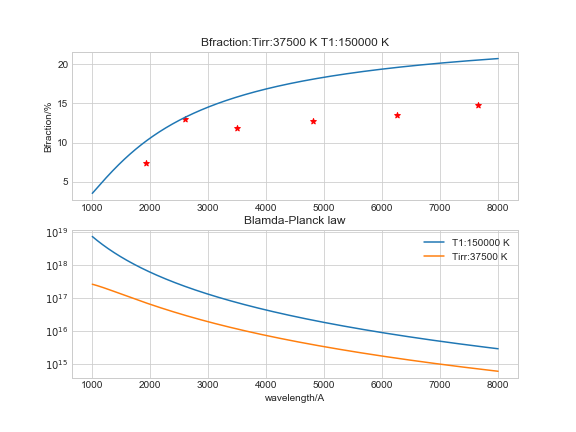 Bfraction:Tirr:37500 K T1:150000 K
Bfraction/%
20
15
10
5
1000 2000 3000 4000 5000 6000 7000 8000
Blamda-Planck law
10^19
10^18
10^17
10^16
10^15
T1:150000 K
Tirr:37500 K
1000 2000 3000 4000 5000 6000 7000 8000
wavelength/A